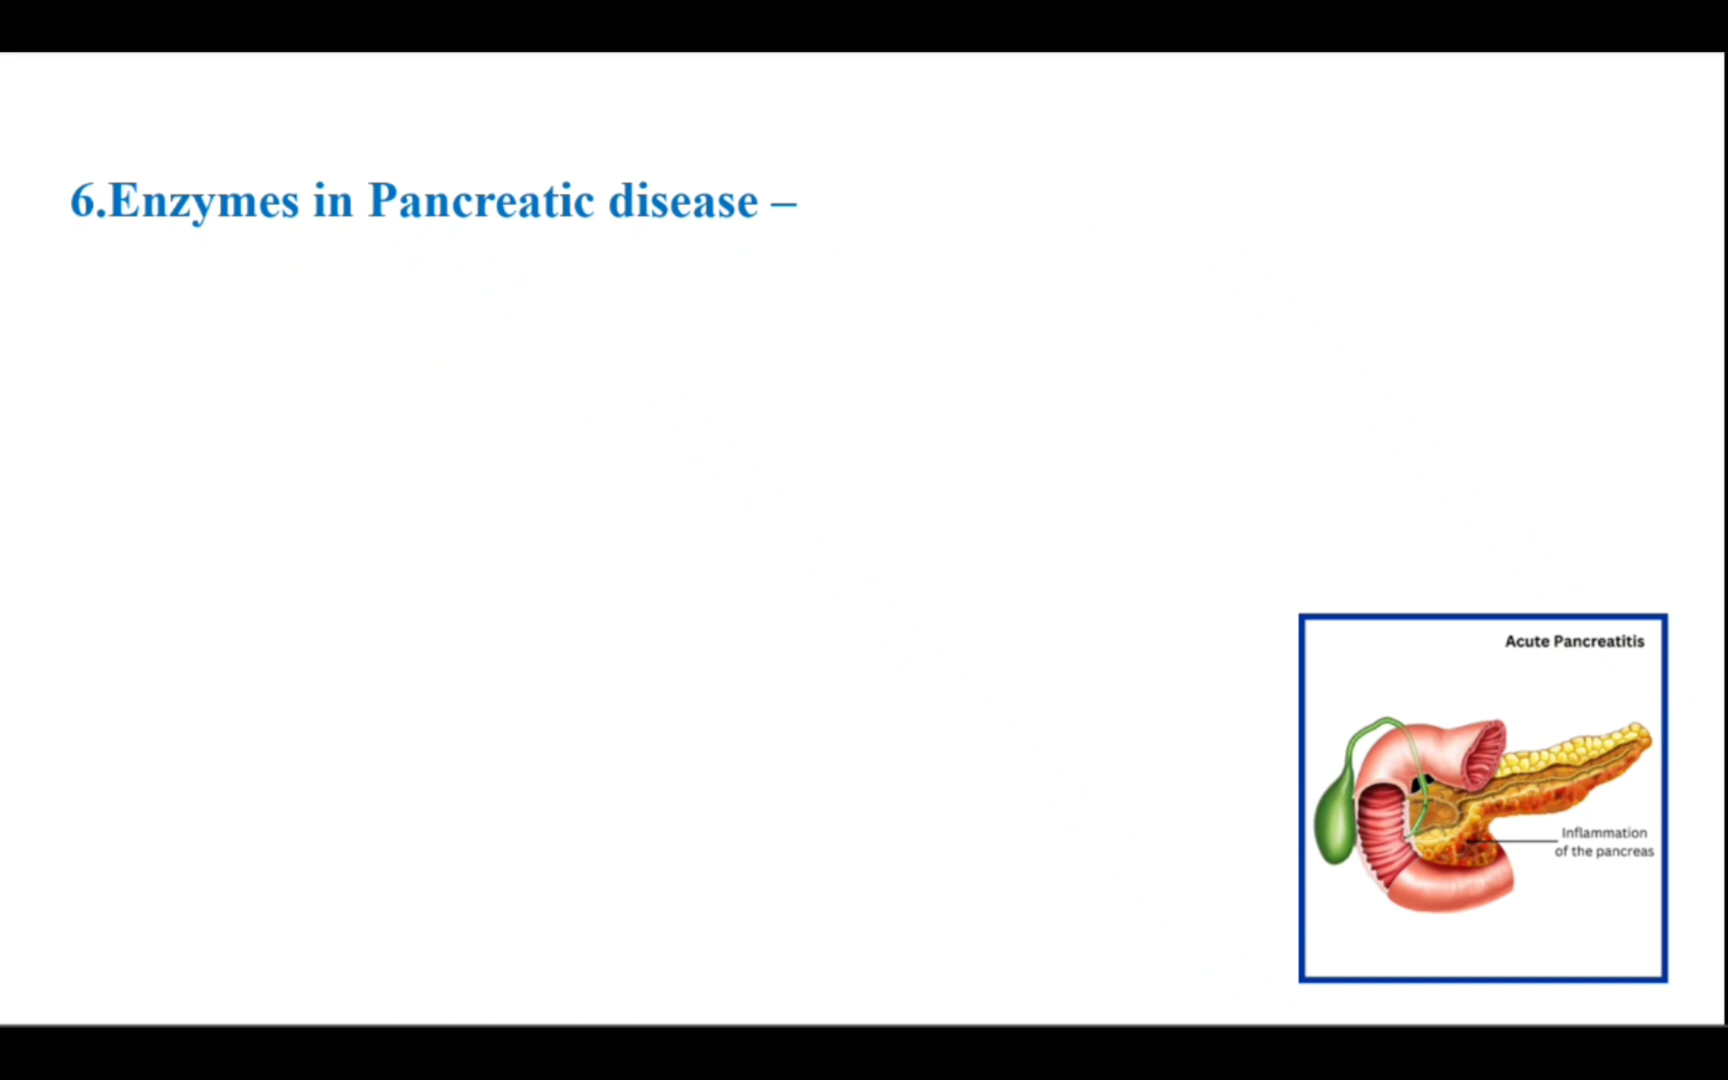 6.Enzymes in Pancreatic disease –
Acute Pancreatitis
Inflammation
of the pancreas